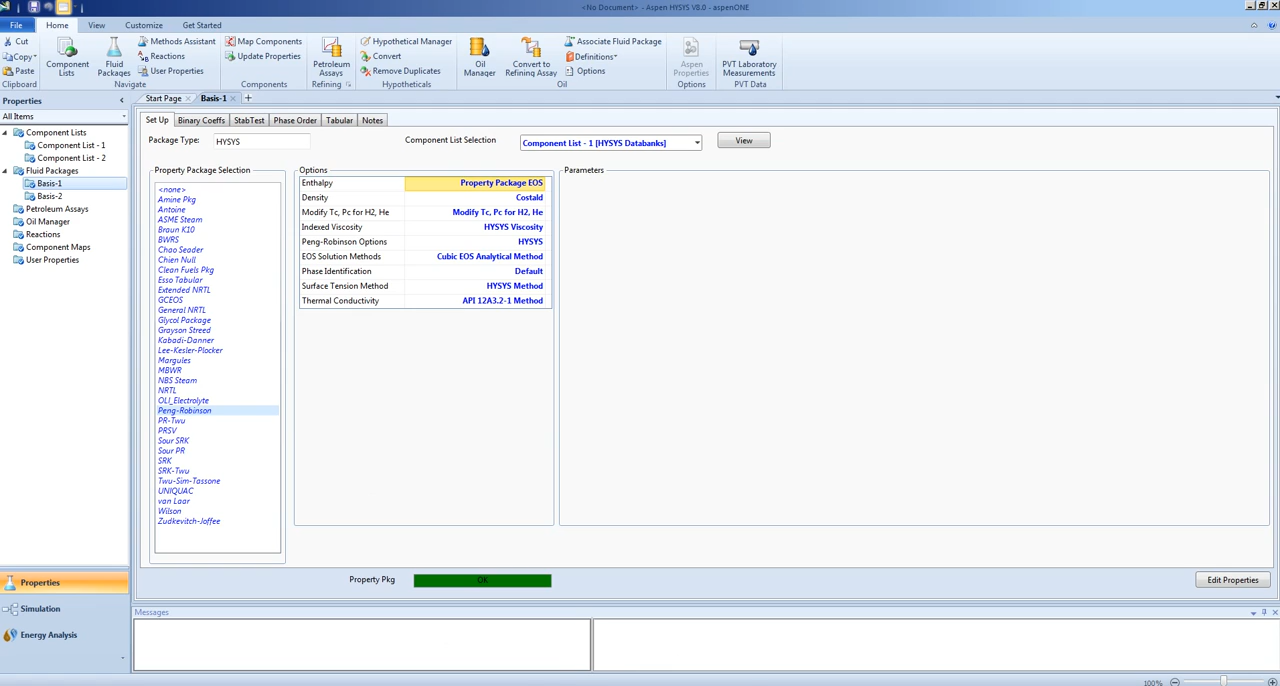 <No Document> - Aspen HYSYS V8.0 - aspenONE
File Home View Customize Get Started
Cut
Copy
Paste
Clipboard
Component Lists
Fluid Packages
Methods Assistant
Reactions
User Properties
Navigate
Map Components
Update Properties
Components
Petroleum Assays
Refining
Hypothetical Manager
Convert
Remove Duplicates
Hypotheticals
Oil Manager
Convert to Refining Assay
Associate Fluid Package
Definitions
Options
Oil
Aspen Properties
Options
PVT Laboratory Measurements
PVT Data
Properties
All Items
Component Lists
Component List - 1
Component List - 2
Fluid Packages
Basis-1
Basis-2
Petroleum Assays
Oil Manager
Reactions
Component Maps
User Properties
Properties
Simulation
Energy Analysis
Start Page Basis-1 +
Set Up Binary Coeffs StabTest Phase Order Tabular Notes
Package Type: HYSYS Component List Selection Component List - 1 [HYSYS Databanks] View
Property Package Selection
<none>
Amine Pkg
Antoine
ASME Steam
Braun K10
BWRS
Chao Seader
Chien Null
Clean Fuels Pkg
Esso Tabular
Extended NRTL
GCEOS
General NRTL
Glycol Package
Grayson Streed
Kabadi-Danner
Lee-Kesler-Plocker
Margules
MBWR
NBS Steam
NRTL
OLI_Electrolyte
Peng-Robinson
PR-Twu
PRSV
Sour SRK
Sour PR
SRK
SRK-Twu
Twu-Sim-Tassone
UNIQUAC
van Laar
Wilson
Zudkevitch-Joffee
Options
Enthalpy Property Package EOS
Density Costald
Modify Tc, Pc for H2, He Modify Tc, Pc for H2, He
Indexed Viscosity HYSYS Viscosity
Peng-Robinson Options HYSYS
EOS Solution Methods Cubic EOS Analytical Method
Phase Identification Default
Surface Tension Method HYSYS Method
Thermal Conductivity API 12A3.2-1 Method
Parameters
Property Pkg OK Edit Properties
Messages
100%